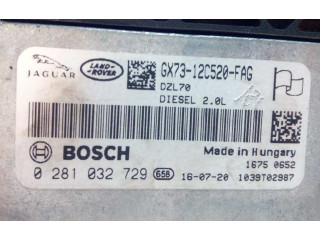 JAGUAR
LAND-ROVER
GX73-12C520-FAG
DZL70
DIESEL 2.0L
BOSCH
Made in Hungary
1675 0652
0 281 032 729 658 16-07-20 1039T02987